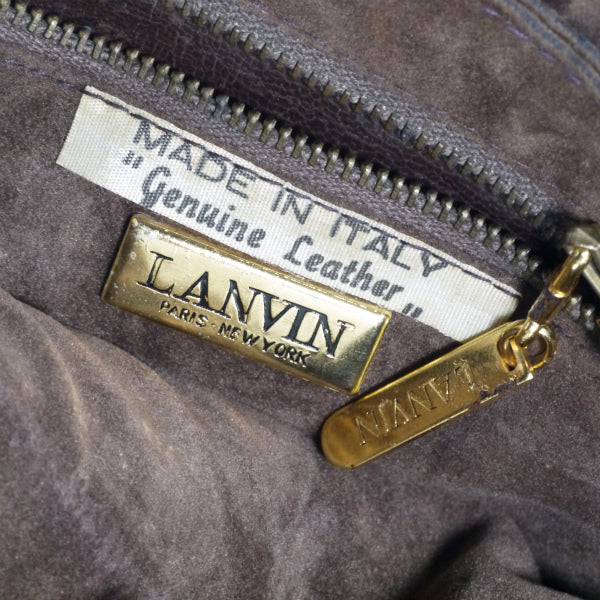 MADE IN ITALY
"Genuine Leather"
LANVIN
PARIS · NEW YORK
LANVIN